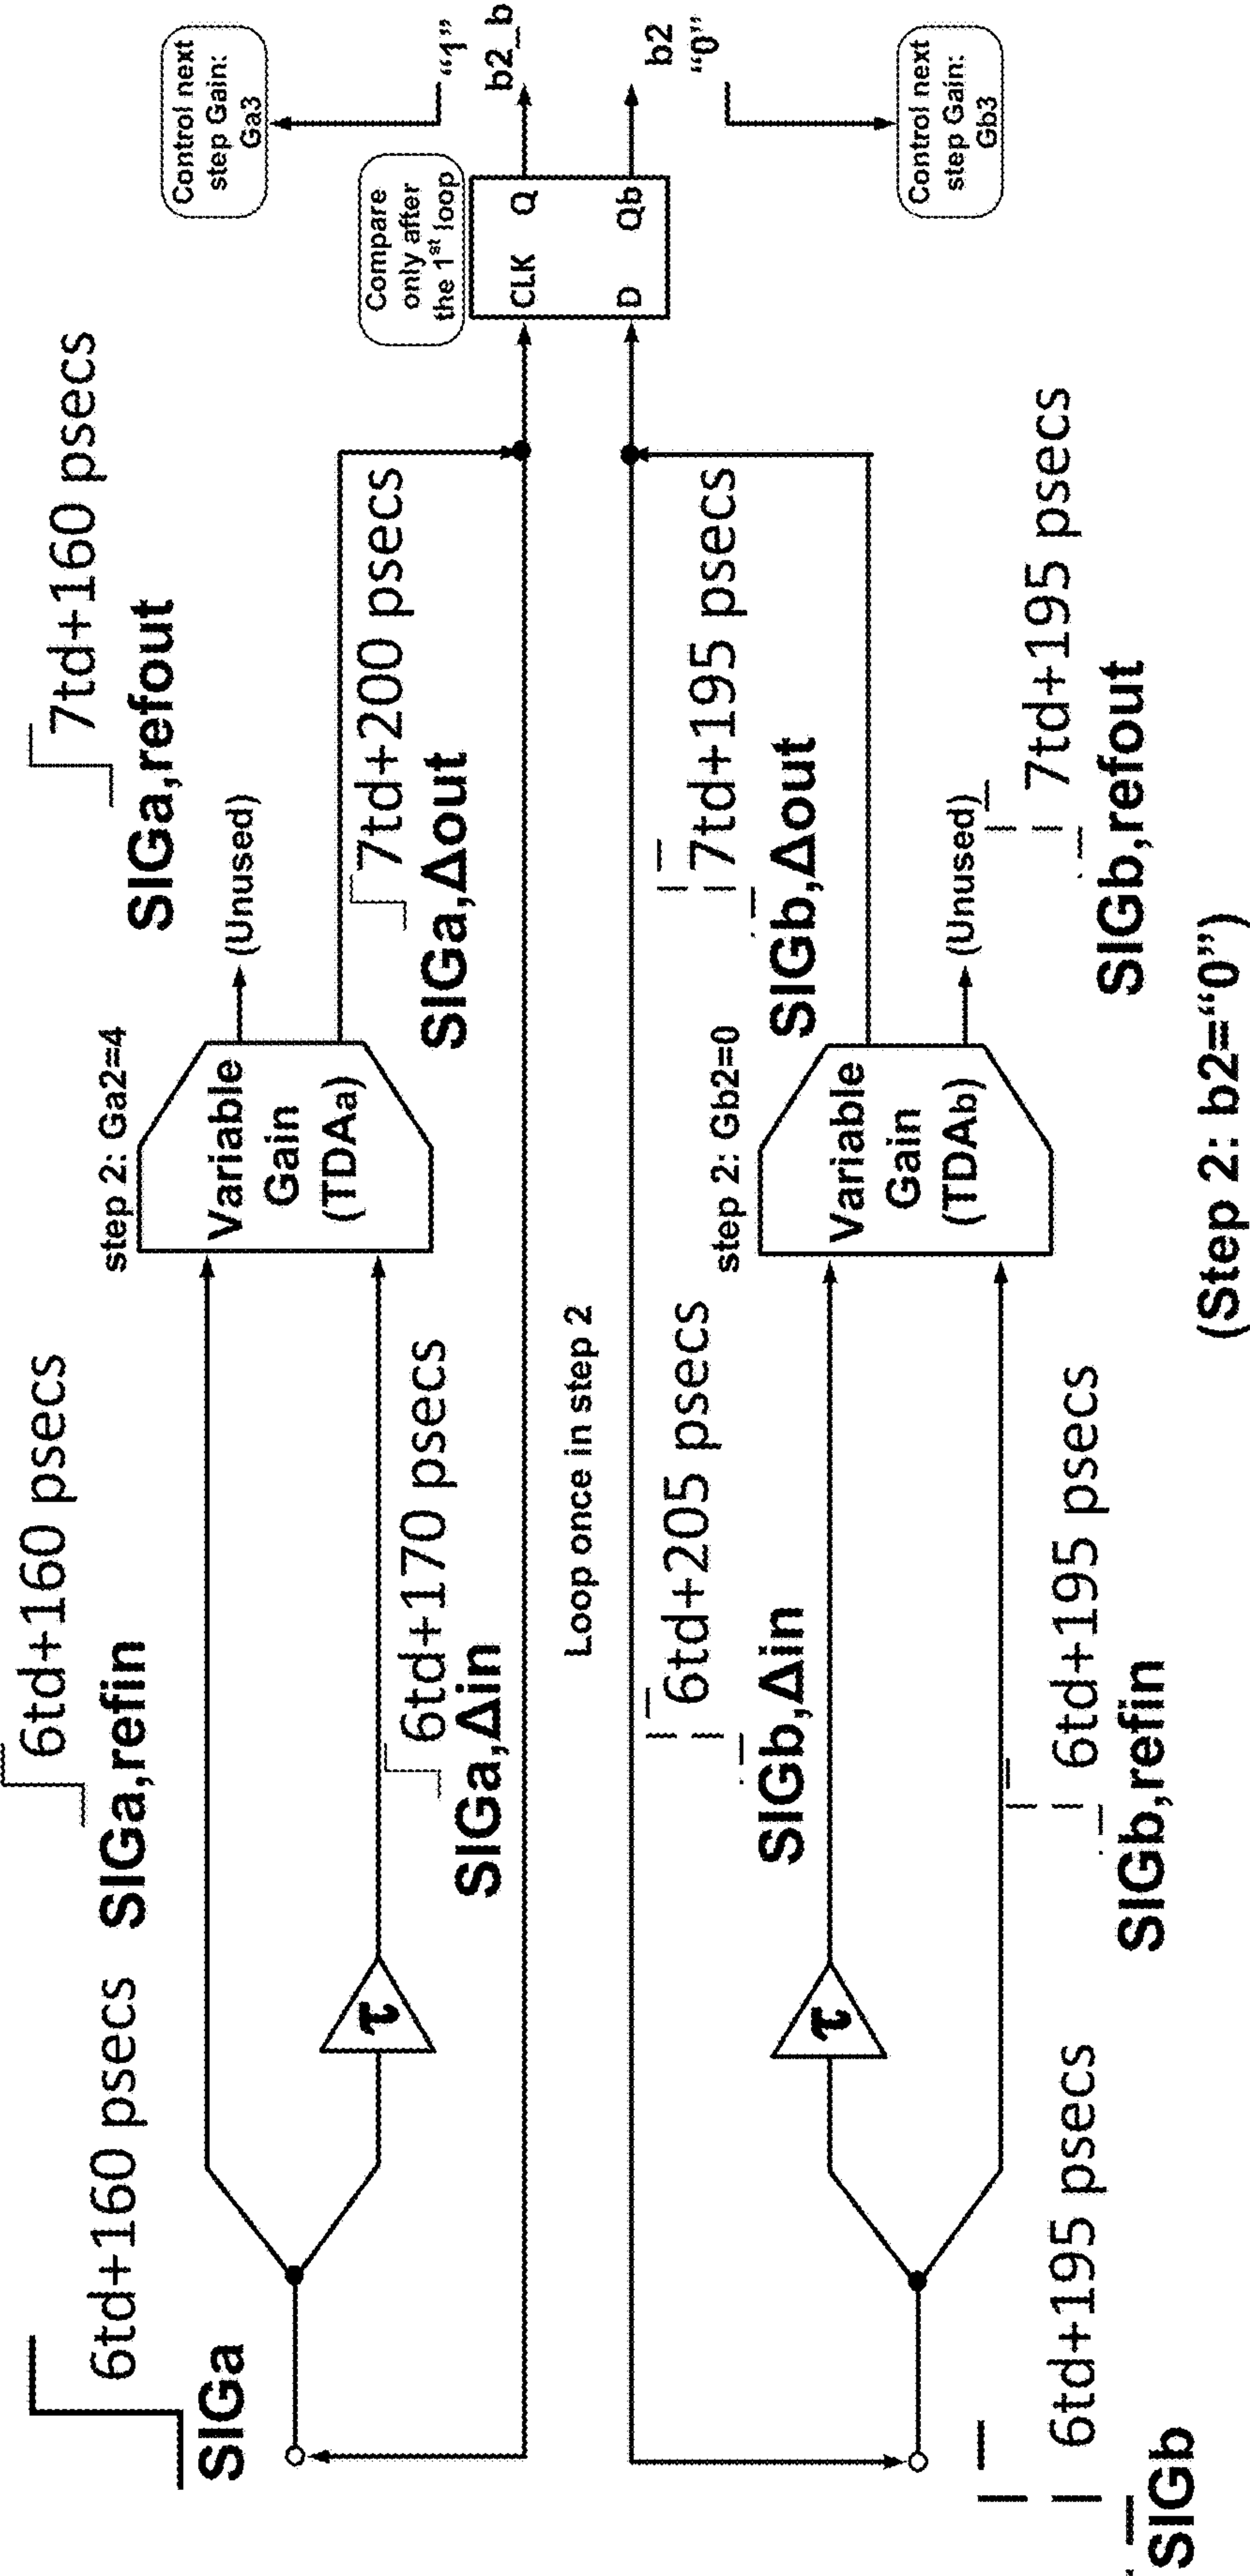 6td+160 psecs
SIGa
6td+160 psecs
SIGa,refin
6td+170 psecs
SIGa,Δin
τ
step 2: Ga2=4
Variable
Gain
(TDAa)
(Unused)
7td+160 psecs
SIGa,refout
7td+200 psecs
SIGa,Δout
Compare
only after
the 1st loop
CLK Q
D Qb
Control next
step Gain:
Ga3
“1”
b2_b
b2
“0”
Control next
step Gain:
Gb3
Loop once in step 2
6td+205 psecs
SIGb,Δin
τ
step 2: Gb2=0
Variable
Gain
(TDAb)
7td+195 psecs
SIGb,Δout
(Unused)
7td+195 psecs
SIGb,refout
6td+195 psecs
SIGb,refin
6td+195 psecs
SIGb
(Step 2: b2=“0”)